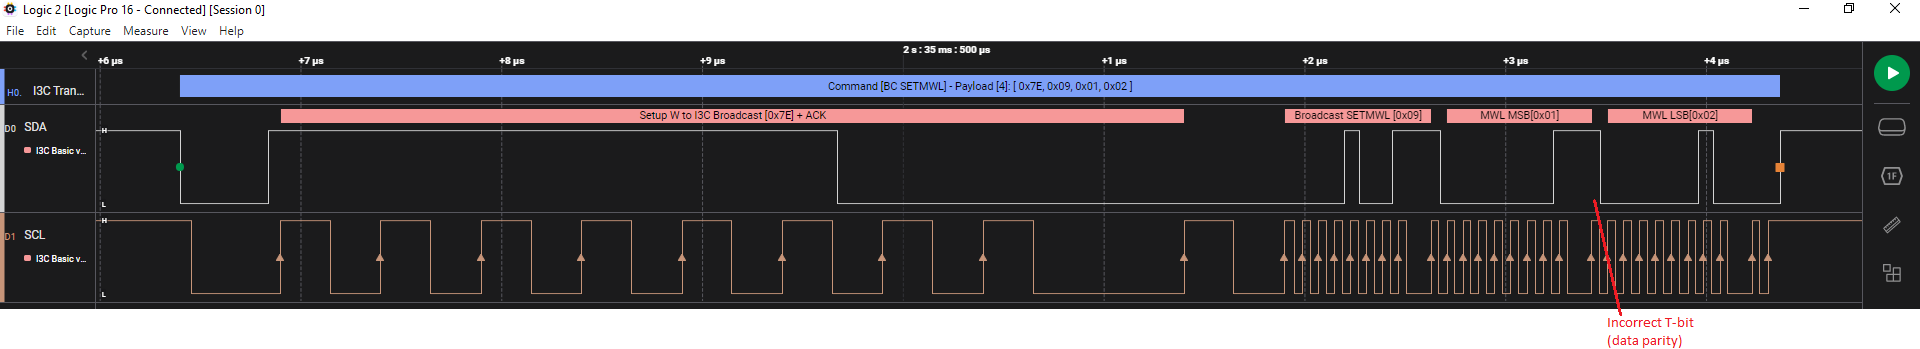 Logic 2 [Logic Pro 16 - Connected] [Session 0]
File Edit Capture Measure View Help
2 s : 35 ms : 500 µs
+6 µs +7 µs +8 µs +9 µs +1 µs +2 µs +3 µs +4 µs
H0. I3C Tran... Command [BC SETMWL] - Payload [4]: [ 0x7E, 0x09, 0x01, 0x02 ]
Setup W to I3C Broadcast [0x7E] + ACK Broadcast SETMWL [0x09] MWL MSB[0x01] MWL LSB[0x02]
D0 SDA H
I3C Basic v...
1F
L
H
D1 SCL
I3C Basic v...
L
Incorrect T-bit
(data parity)